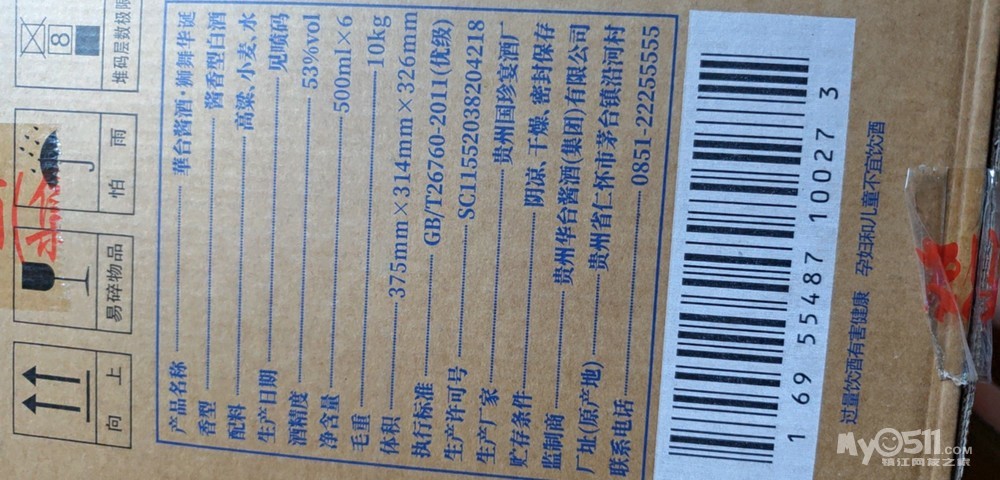 堆码层数极限
8
怕 雨
易碎物品
向 上
产品名称 華台酱酒·狮舞华诞
香型 酱香型白酒
配料 高粱、小麦、水
生产日期 见喷码
酒精度 53%vol
净含量 500ml×6
毛重 10kg
体积 375mm×314mm×326mm
执行标准 GB/T26760-2011(优级)
生产许可号 SC11552038204218
生产厂家 贵州国珍宴酒厂
贮存条件 阴凉、干燥、密封保存
监制商 贵州华台酱酒(集团)有限公司
厂址(原产地) 贵州省仁怀市茅台镇沿河村
联系电话 0851-22255555
1 69 55487 10027 3
过量饮酒有害健康 孕妇和儿童不宜饮酒
My0511.COM
镇江网友之家